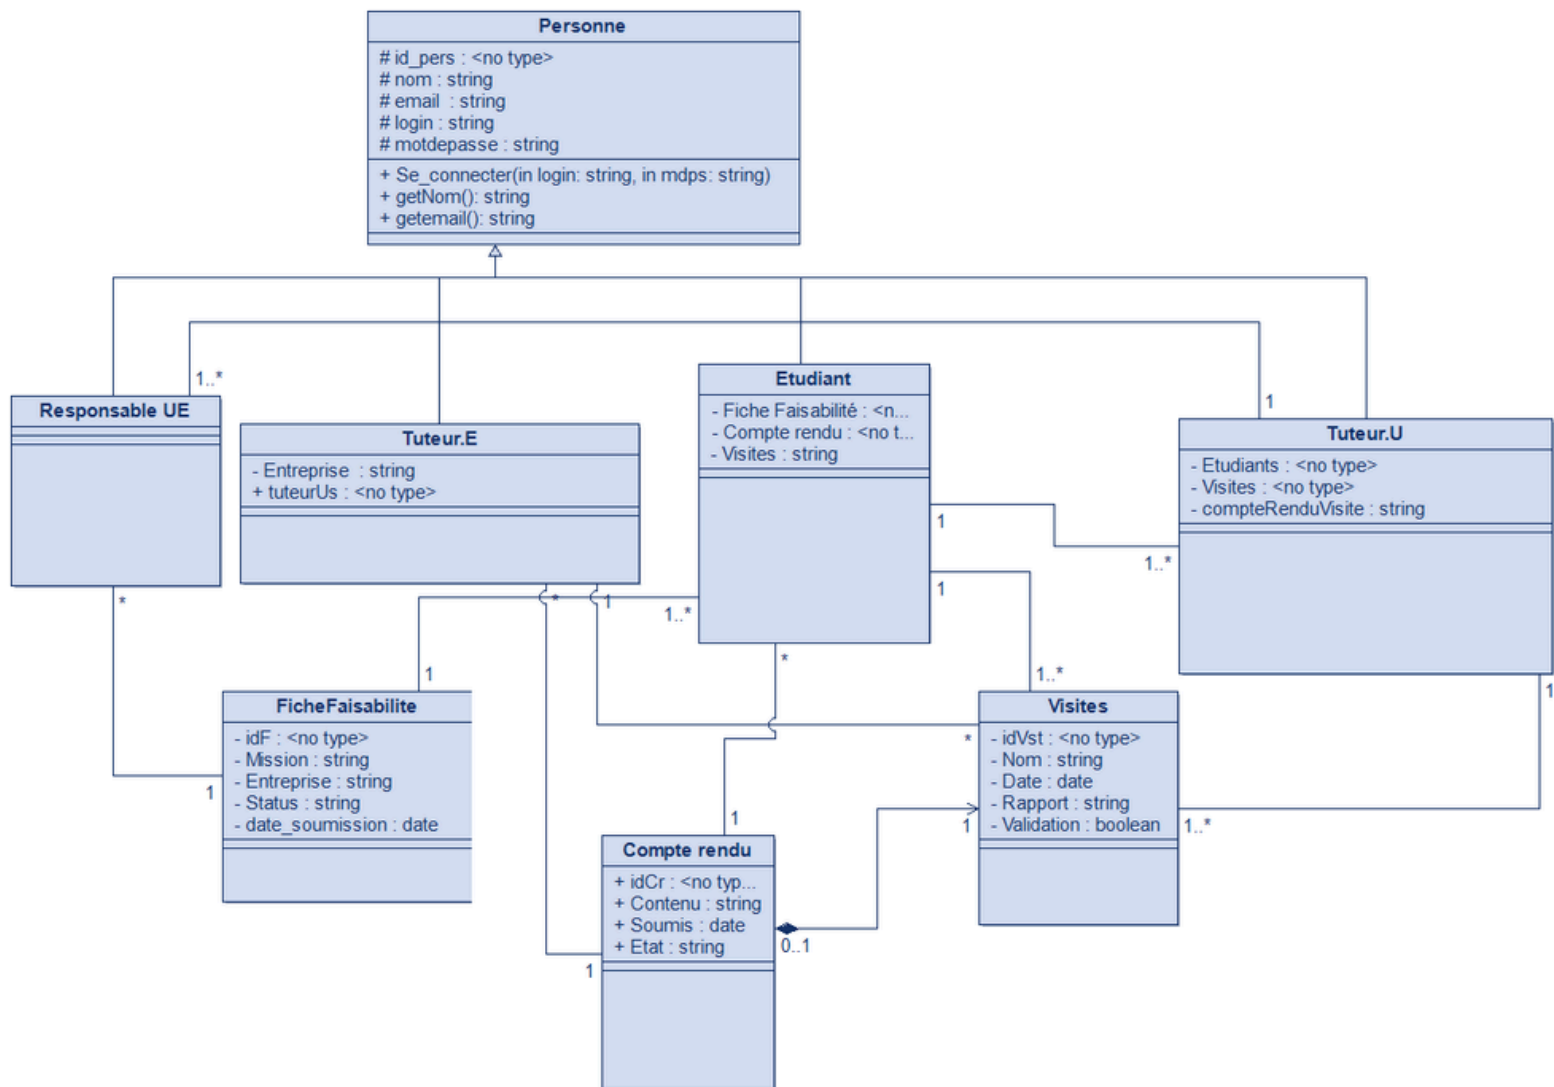 Personne
# id_pers : <no type>
# nom : string
# email : string
# login : string
# motdepasse : string
+ Se_connecter(in login: string, in mdps: string)
+ getNom(): string
+ getemail(): string
1..*
Responsable UE
*
Tuteur.E
- Entreprise : string
+ tuteurUs : <no type>
*
1
Etudiant
- Fiche Faisabilité : <n...
- Compte rendu : <no t...
- Visites : string
1
1..*
1
1..*
*
1
Tuteur.U
- Etudiants : <no type>
- Visites : <no type>
- compteRenduVisite : string
1..*
1
1
1
FicheFaisabilite
- idF : <no type>
- Mission : string
- Entreprise : string
- Status : string
- date_soumission : date
*
1
Visites
- idVst : <no type>
- Nom : string
- Date : date
- Rapport : string
- Validation : boolean
1..*
1
Compte rendu
+ idCr : <no typ...
+ Contenu : string
+ Soumis : date
+ Etat : string
0..1
1